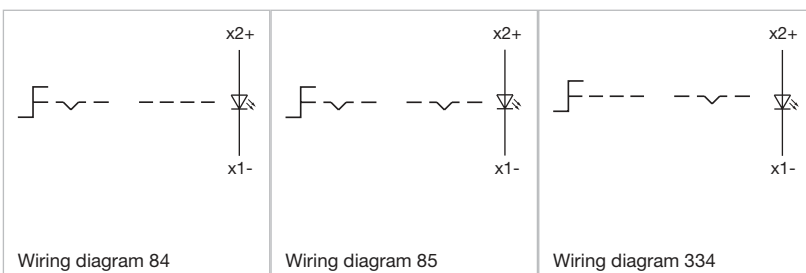 x2+
x1-
Wiring diagram 84
x2+
x1-
Wiring diagram 85
x2+
x1-
Wiring diagram 334